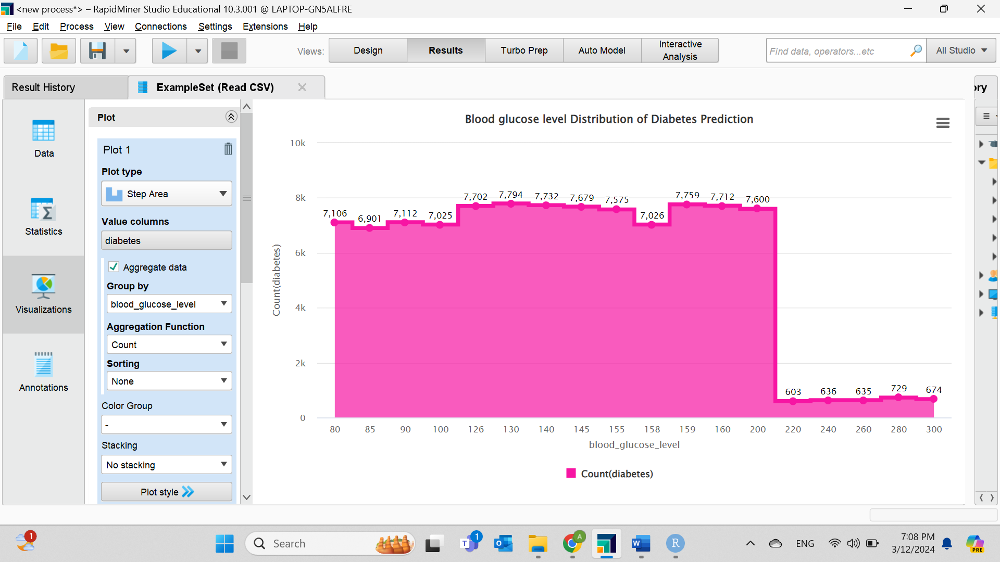 <new process*> – RapidMiner Studio Educational 10.3.001 @ LAPTOP-GN5ALFRE
File Edit Process View Connections Settings Extensions Help
Views: Design Results Turbo Prep Auto Model Interactive Analysis
Find data, operators...etc All Studio
Result History ExampleSet (Read CSV) ory
Data
Statistics
Visualizations
Annotations
Plot
Plot 1
Plot type
Step Area
Value columns
diabetes
Aggregate data
Group by
blood_glucose_level
Aggregation Function
Count
Sorting
None
Color Group
-
Stacking
No stacking
Plot style
Blood glucose level Distribution of Diabetes Prediction
Count(diabetes)
10k
8k
6k
4k
2k
0
7,106 6,901 7,112 7,025 7,702 7,794 7,732 7,679 7,575 7,026 7,759 7,712 7,600 603 636 635 729 674
80 85 90 100 126 130 140 145 155 158 159 160 200 220 240 260 280 300
blood_glucose_level
Count(diabetes)
1
Search
T
1
O
A
W
R
ENG
7:08 PM
3/12/2024
PRE